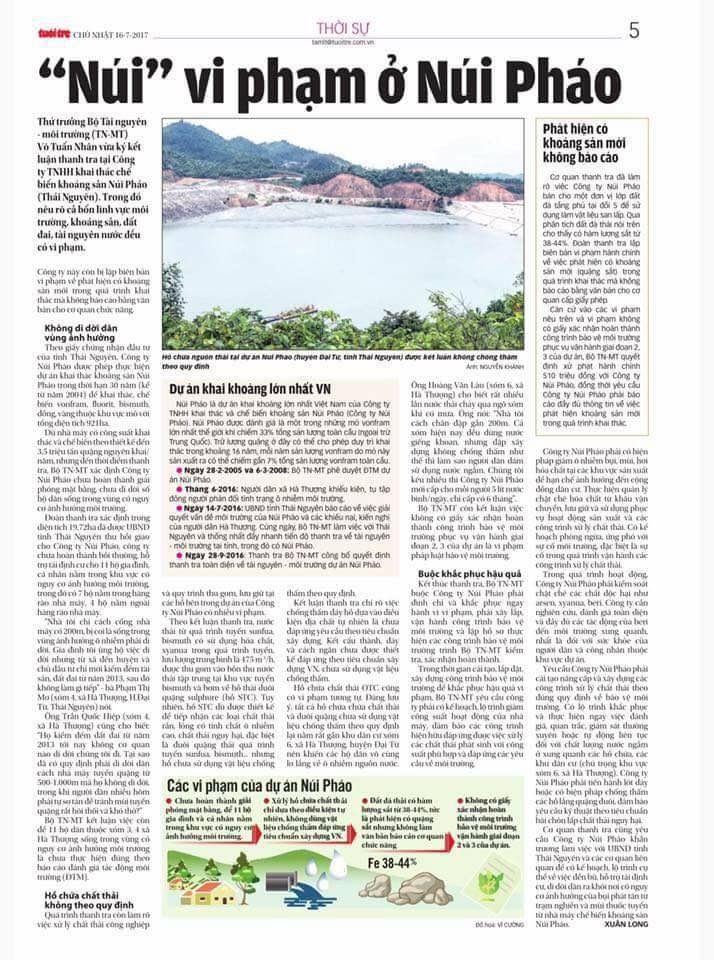 tuổi trẻ CHỦ NHẬT 16-7-2017
THỜI SỰ
tamlt@tuoitre.com.vn
5
“Núi” vi phạm ở Núi Pháo
Thứ trưởng Bộ Tài nguyên
- môi trường (TN-MT)
Võ Tuấn Nhân vừa ký kết
luận thanh tra tại Công
ty TNHH khai thác chế
biến khoáng sản Núi Pháo
(Thái Nguyên). Trong đó
nêu rõ cả bốn lĩnh vực môi
trường, khoáng sản, đất
đai, tài nguyên nước đều
có vi phạm.
Công ty này còn bị lập biên bản
vi phạm về phát hiện có khoáng
sản mới trong quá trình khai
thác mà không báo cáo bằng văn
bản cho cơ quan chức năng.
Không di dời dân
vùng ảnh hưởng
Theo giấy chứng nhận đầu tư
của tỉnh Thái Nguyên, Công ty
Núi Pháo được phép thực hiện
dự án khai thác khoáng sản Núi
Pháo trong thời hạn 30 năm (kể
từ năm 2004) để khai thác, chế
biến vonfram, fluorit, bismuth,
đồng, vàng thuộc khu vực mỏ với
tổng diện tích 921ha.
Dù nhà máy có công suất khai
thác và chế biến theo thiết kế đến
3,5 triệu tấn quặng nguyên khai/
năm, nhưng đến thời điểm thanh
tra, Bộ TN-MT xác định Công ty
Núi Pháo chưa hoàn thành giải
phóng mặt bằng, chưa di dời số
hộ dân sống trong vùng có nguy
cơ ảnh hưởng môi trường.
Đoàn thanh tra xác định trong
diện tích 19,72ha đã được UBND
tỉnh Thái Nguyên thu hồi giao
cho Công ty Núi Pháo, công ty
chưa hoàn thành bồi thường, hỗ
trợ tái định cư cho 11 hộ gia đình,
cá nhân nằm trong khu vực có
nguy cơ ảnh hưởng môi trường,
trong đó có 7 hộ nằm trong hàng
rào nhà máy, 4 hộ nằm ngoài
hàng rào nhà máy.
“Nhà tôi chỉ cách cổng nhà
máy có 200m, bị coi là sống trong
vùng ảnh hưởng ô nhiễm phải di
dời. Gia đình tôi ủng hộ việc di
dời nhưng từ xã đến huyện và
chủ đầu tư chỉ mới kiểm đếm tài
sản, đất đai từ năm 2013, sau đó
không làm gì tiếp” - bà Phạm Thị
Mo (xóm 4, xã Hà Thượng, H.Đại
Từ, Thái Nguyên) nói.
Ông Trần Quốc Hiệp (xóm 4,
xã Hà Thượng) cũng cho biết:
“Họ kiểm đếm đất đai từ năm
2013 tới nay không cơ quan
nào di dời chúng tôi đi. Tại sao
đã có quy định phải di dời dân
cách nhà máy tuyển quặng từ
500-1.000m mà họ không di dời,
trong khi người dân nhiều hôm
phải tự sơ tán để tránh mùi tuyển
quặng rất hôi thối và khó thở?”
Bộ TN-MT kết luận việc còn
để 11 hộ dân thuộc xóm 3, 4 xã
Hà Thượng sống trong vùng có
nguy cơ ảnh hưởng môi trường
là chưa thực hiện đúng theo
báo cáo đánh giá tác động môi
trường (ĐTM).
Hồ chứa chất thải
không theo quy định
Quá trình thanh tra còn làm rõ
việc xử lý chất thải công nghiệp
Hồ chứa nguồn thải tại dự án Núi Pháo (huyện Đại Từ, tỉnh Thái Nguyên) được kết luận không chống thấm
theo quy định
Ảnh: NGUYỄN KHÁNH
Dự án khai khoáng lớn nhất VN
Núi Pháo là dự án khai khoáng lớn nhất Việt Nam của Công ty
TNHH khai thác và chế biến khoáng sản Núi Pháo (Công ty Núi
Pháo). Núi Pháo được đánh giá là một trong những mỏ vonfram
lớn nhất thế giới khi chiếm 33% tổng sản lượng toàn cầu (ngoại trừ
Trung Quốc). Trữ lượng quặng ở đây có thể cho phép duy trì khai
thác trong khoảng 16 năm, mỗi năm sản lượng vonfram do mỏ này
sản xuất ra có thể chiếm gần 7% tổng sản lượng vonfram toàn cầu.
● Ngày 28-2-2005 và 6-3-2008: Bộ TN-MT phê duyệt ĐTM dự
án Núi Pháo.
● Tháng 6-2016: Người dân xã Hà Thượng khiếu kiện, tụ tập
đông người phản đối tình trạng ô nhiễm môi trường.
● Ngày 14-7-2016: UBND tỉnh Thái Nguyên báo cáo về việc giải
quyết vấn đề môi trường của Núi Pháo và các khiếu nại, kiến nghị
của người dân Hà Thượng. Cùng ngày, Bộ TN-MT làm việc với Thái
Nguyên và thống nhất đẩy nhanh tiến độ thanh tra về tài nguyên
- môi trường tại tỉnh, trong đó có Núi Pháo.
● Ngày 28-9-2016: Thanh tra Bộ TN-MT công bố quyết định
thanh tra toàn diện về tài nguyên - môi trường dự án Núi Pháo.
và quy trình thu gom, lưu giữ tại
các hồ bên trong dự án của Công
ty Núi Pháo có nhiều vi phạm.
Theo kết luận thanh tra, nước
thải từ quá trình tuyển sunfua,
bismuth có sử dụng hóa chất,
xyanua trong quá trình tuyển,
lưu lượng trung bình là 475 m³/h,
được thu gom vào bồn thu nước
thải tập trung tại khu vực tuyển
bismuth và bơm về hồ thải đuôi
quặng sulphure (hồ STC). Tuy
nhiên, hồ STC dù được thiết kế
để tiếp nhận các loại chất thải
rắn, lỏng có tính chất ô nhiễm
cao, chất thải nguy hại, đặc biệt
là đuôi quặng thải quá trình
tuyển sunfua, bismuth... nhưng
hồ chưa được sử dụng vật liệu
chống thấm theo quy định.
Kết luận thanh tra chỉ rõ việc
chống thấm đáy hồ dựa vào điều
kiện địa chất tự nhiên là chưa
đáp ứng yêu cầu theo tiêu chuẩn
xây dựng. Kết cấu thành, đáy
và cách ngăn chưa được thiết
kế đáp ứng theo tiêu chuẩn xây
dựng VN, chưa sử dụng vật liệu
chống thấm.
Hồ chứa chất thải OTC cũng
có vi phạm tương tự. Đáng lưu
ý, tất cả hồ chứa chất chất thải
và đuôi quặng chưa sử dụng vật
liệu chống thấm theo quy định
lại nằm rất gần khu dân cư xóm
6, xã Hà Thượng, huyện Đại Từ
nên khiến các hộ dân vô cùng
lo lắng về ô nhiễm nguồn nước.
Ông Hoàng Văn Lâu (xóm 6, xã
Hà Thượng) cho biết rất nhiều
lần nước thải chảy qua ngõ xóm
khi có mưa. Ông nói: “Nhà tôi
cách chân đập gần 200m. Cả
xóm hiện nay đều dùng nước
giếng khoan, nhưng đập xây
dựng không chống thấm như
thế thì làm sao người dân dám
sử dụng nước ngầm. Chúng tôi
kêu nhiều thì Công ty Núi Pháo
mới cấp cho mỗi người 5 lít nước
bình/ngày, chỉ cấp có 6 tháng”.
Bộ TN-MT còn kết luận việc
không có giấy xác nhận hoàn
thành công trình bảo vệ môi
trường phục vụ vận hành giai
đoạn 2, 3 của dự án là vi phạm
pháp luật bảo vệ môi trường.
Buộc khắc phục hậu quả
Kết thúc thanh tra, Bộ TN-MT
buộc Công ty Núi Pháo phải
đình chỉ và khắc phục ngay
hành vi vi phạm, phải xây lắp,
vận hành công trình bảo vệ
môi trường và lập hồ sơ thực
hiện các công trình bảo vệ môi
trường trình Bộ TN-MT kiểm
tra, xác nhận hoàn thành.
Trong thời gian cải tạo, lắp đặt,
xây dựng công trình bảo vệ môi
trường để khắc phục hậu quả vi
phạm, Bộ TN-MT yêu cầu công
ty phải có kế hoạch, lộ trình giảm
công suất hoạt động của nhà
máy, đảm bảo các công trình
hiện hữu đáp ứng được việc xử lý
các chất thải phát sinh với công
suất phù hợp và đáp ứng các yêu
cầu về môi trường.
Phát hiện có
khoáng sản mới
không báo cáo
Cơ quan thanh tra đã làm
rõ việc Công ty Núi Pháo
bán cho một đơn vị lớp đất
đá tầng phủ tại đồi 5 để sử
dụng làm vật liệu san lấp. Qua
phân tích đất đá thải nói trên
cho thấy có hàm lượng sắt từ
38-44%. Đoàn thanh tra lập
biên bản vi phạm hành chính
về việc phát hiện có khoáng
sản mới (quặng sắt) trong
quá trình khai thác mà không
báo cáo bằng văn bản cho cơ
quan cấp giấy phép.
Căn cứ vào các vi phạm
nêu trên và vi phạm không
có giấy xác nhận hoàn thành
công trình bảo vệ môi trường
phục vụ vận hành giai đoạn 2,
3 của dự án, Bộ TN-MT quyết
định xử phạt hành chính
510 triệu đồng với Công ty
Núi Pháo, đồng thời yêu cầu
Công ty Núi Pháo phải báo
cáo đầy đủ thông tin về việc
phát hiện khoáng sản mới
trong quá trình khai thác.
Công ty Núi Pháo phải có biện
pháp giảm ô nhiễm bụi, mùi, hơi
hóa chất tại các khu vực sản xuất
để hạn chế ảnh hưởng đến cộng
đồng dân cư. Thực hiện quản lý
chặt chẽ hóa chất từ khâu vận
chuyển, lưu giữ và sử dụng phục
vụ hoạt động sản xuất và các
công trình xử lý chất thải. Có kế
hoạch phòng ngừa, ứng phó với
sự cố môi trường, đặc biệt là sự
cố trong quá trình vận hành các
công trình xử lý chất thải.
Trong quá trình hoạt động,
Công ty Núi Pháo phải kiểm soát
chặt chẽ các chất độc hại như
arsen, xyanua, beri. Công ty cần
nghiên cứu, đánh giá toàn diện
và đầy đủ các tác động của beri
đến môi trường xung quanh,
nhất là đối với sức khỏe của
người dân và công nhân thuộc
khu vực dự án.
Yêu cầu Công ty Núi Pháo phải
cải tạo nâng cấp và xây dựng các
công trình xử lý chất thải theo
đúng quy định về bảo vệ môi
trường. Có lộ trình khắc phục
và thực hiện ngay việc đánh
giá, quan trắc, giám sát thường
xuyên hoặc tự động liên tục
đối với chất lượng nước ngầm
ở xung quanh các hồ chứa, các
khu dân cư (chú trọng khu vực
xóm 6, xã Hà Thượng). Công ty
Núi Pháo phải tiến hành lót đáy
hoặc có biện pháp chống thấm
các hồ lắng quặng đuôi, đảm bảo
yêu cầu kỹ thuật theo tiêu chuẩn
bãi chôn lấp chất thải nguy hại.
Cơ quan thanh tra cũng yêu
cầu Công ty Núi Pháo khẩn
trương làm việc với UBND tỉnh
Thái Nguyên và các cơ quan liên
quan để có kế hoạch, lộ trình cụ
thể về việc đền bù, hỗ trợ tái định
cư, di dời dân ra khỏi nơi có nguy
cơ ảnh hưởng của bụi phát tán từ
trạm nghiền và mùi thuốc tuyển
từ nhà máy chế biến khoáng sản
Núi Pháo.
XUÂN LONG
Các vi phạm của dự án Núi Pháo
● Chưa hoàn thành giải
phóng mặt bằng, để 11 hộ
gia đình và cá nhân nằm
trong khu vực có nguy cơ
ảnh hưởng môi trường.
● Xử lý hồ chứa chất thải
chỉ dựa theo điều kiện tự
nhiên, không dùng vật
liệu chống thấm đáp ứng
tiêu chuẩn xây dựng VN.
● Đất đá thải có hàm
lượng sắt từ 38-44%, tức
là phát hiện có quặng
sắt nhưng không làm
văn bản báo cáo cơ quan
chức năng
● Không có giấy
xác nhận hoàn
thành công trình
bảo vệ môi trường
vận hành giai đoạn
2 và 3 của dự án.
Fe 38-44%
Đồ họa: VĨ CƯỜNG